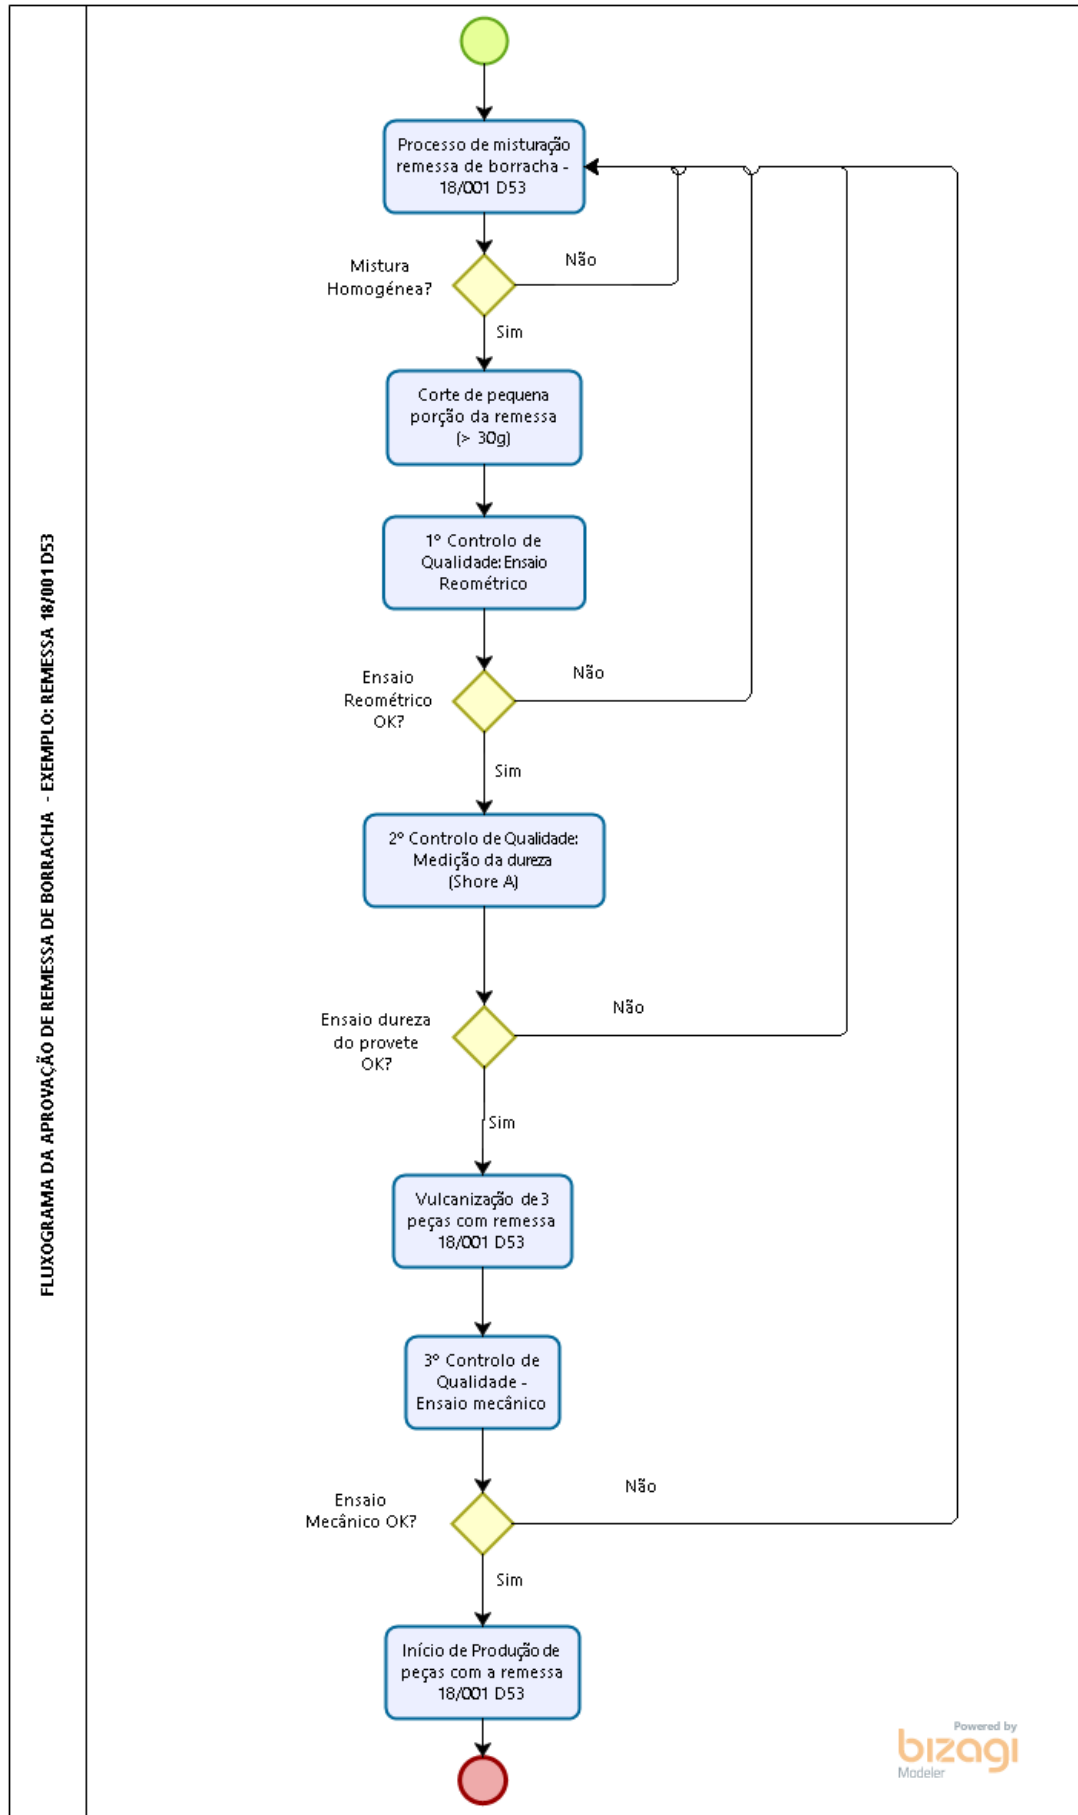 FLUXOGRAMA DA APROVAÇÃO DE REMESSA DE BORRACHA - EXEMPLO: REMESSA 18/001 D53
Processo de misturação
remessa de borracha -
18/001 D53
Mistura
Homogénea?
Não
Sim
Corte de pequena
porção da remessa
(> 30g)
1º Controlo de
Qualidade: Ensaio
Reométrico
Ensaio
Reométrico
OK?
Não
Sim
2º Controlo de Qualidade:
Medição da dureza
(Shore A)
Ensaio dureza
do provete
OK?
Não
Sim
Vulcanização de 3
peças com remessa
18/001 D53
3º Controlo de
Qualidade -
Ensaio mecânico
Ensaio
Mecânico OK?
Não
Sim
Início de Produção de
peças com a remessa
18/001 D53
Powered by
bizagi
Modeler